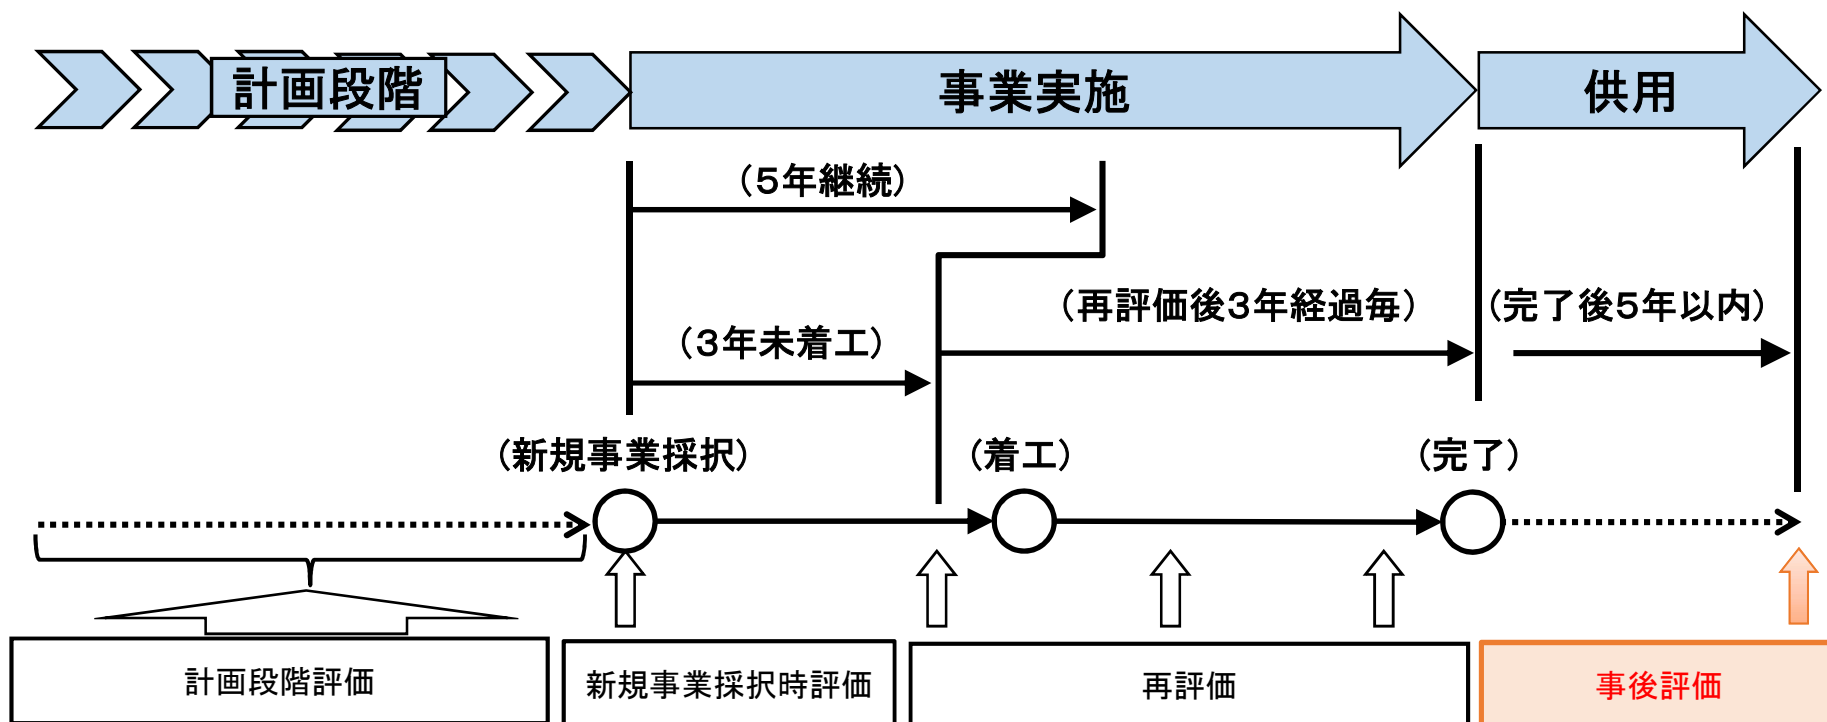 計画段階
事業実施
供用
（５年継続）
（再評価後３年経過毎）
（完了後５年以内）
（３年未着工）
（新規事業採択）
（着工）
（完了）
計画段階評価
新規事業採択時評価
再評価
事後評価